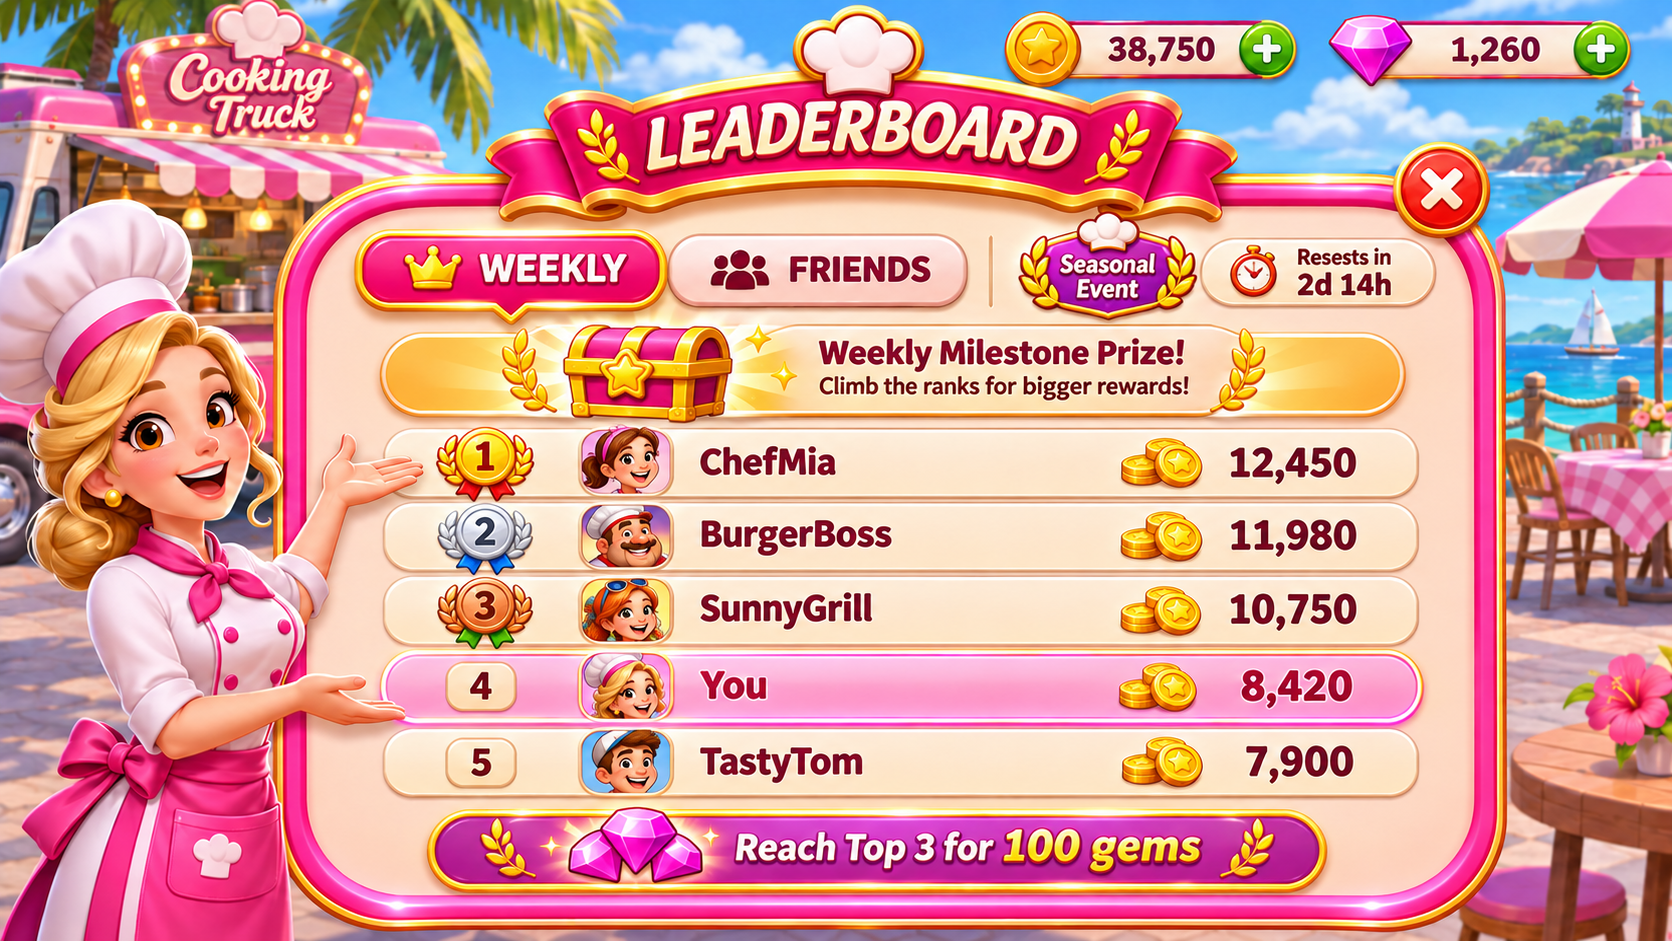 Cooking
Truck
38,750
1,260
LEADERBOARD
WEEKLY
FRIENDS
Seasonal
Event
Resests in
2d 14h
Weekly Milestone Prize!
Climb the ranks for bigger rewards!
1 ChefMia 12,450
2 BurgerBoss 11,980
3 SunnyGrill 10,750
4 You 8,420
5 TastyTom 7,900
Reach Top 3 for 100 gems